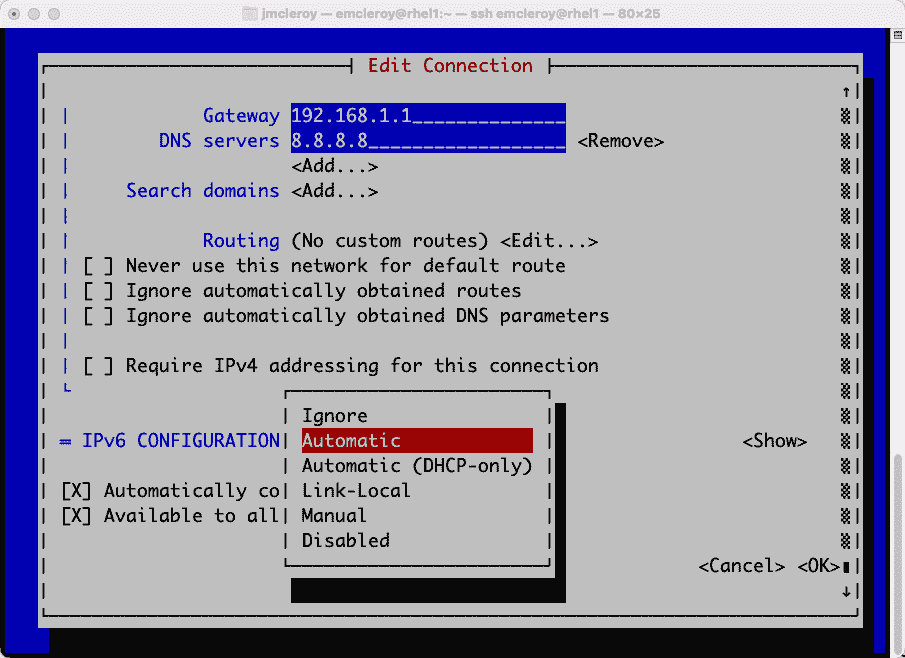 jmcleroy — emcleroy@rhel1:~ — ssh emcleroy@rhel1 — 80×25
Edit Connection
Gateway 192.168.1.1______________
DNS servers 8.8.8.8__________________ <Remove>
<Add...>
Search domains <Add...>
Routing (No custom routes) <Edit...>
[ ] Never use this network for default route
[ ] Ignore automatically obtained routes
[ ] Ignore automatically obtained DNS parameters
[ ] Require IPv4 addressing for this connection
Ignore
= IPv6 CONFIGURATION Automatic <Show>
Automatic (DHCP-only)
[X] Automatically co Link-Local
[X] Available to all Manual
Disabled
<Cancel> <OK>